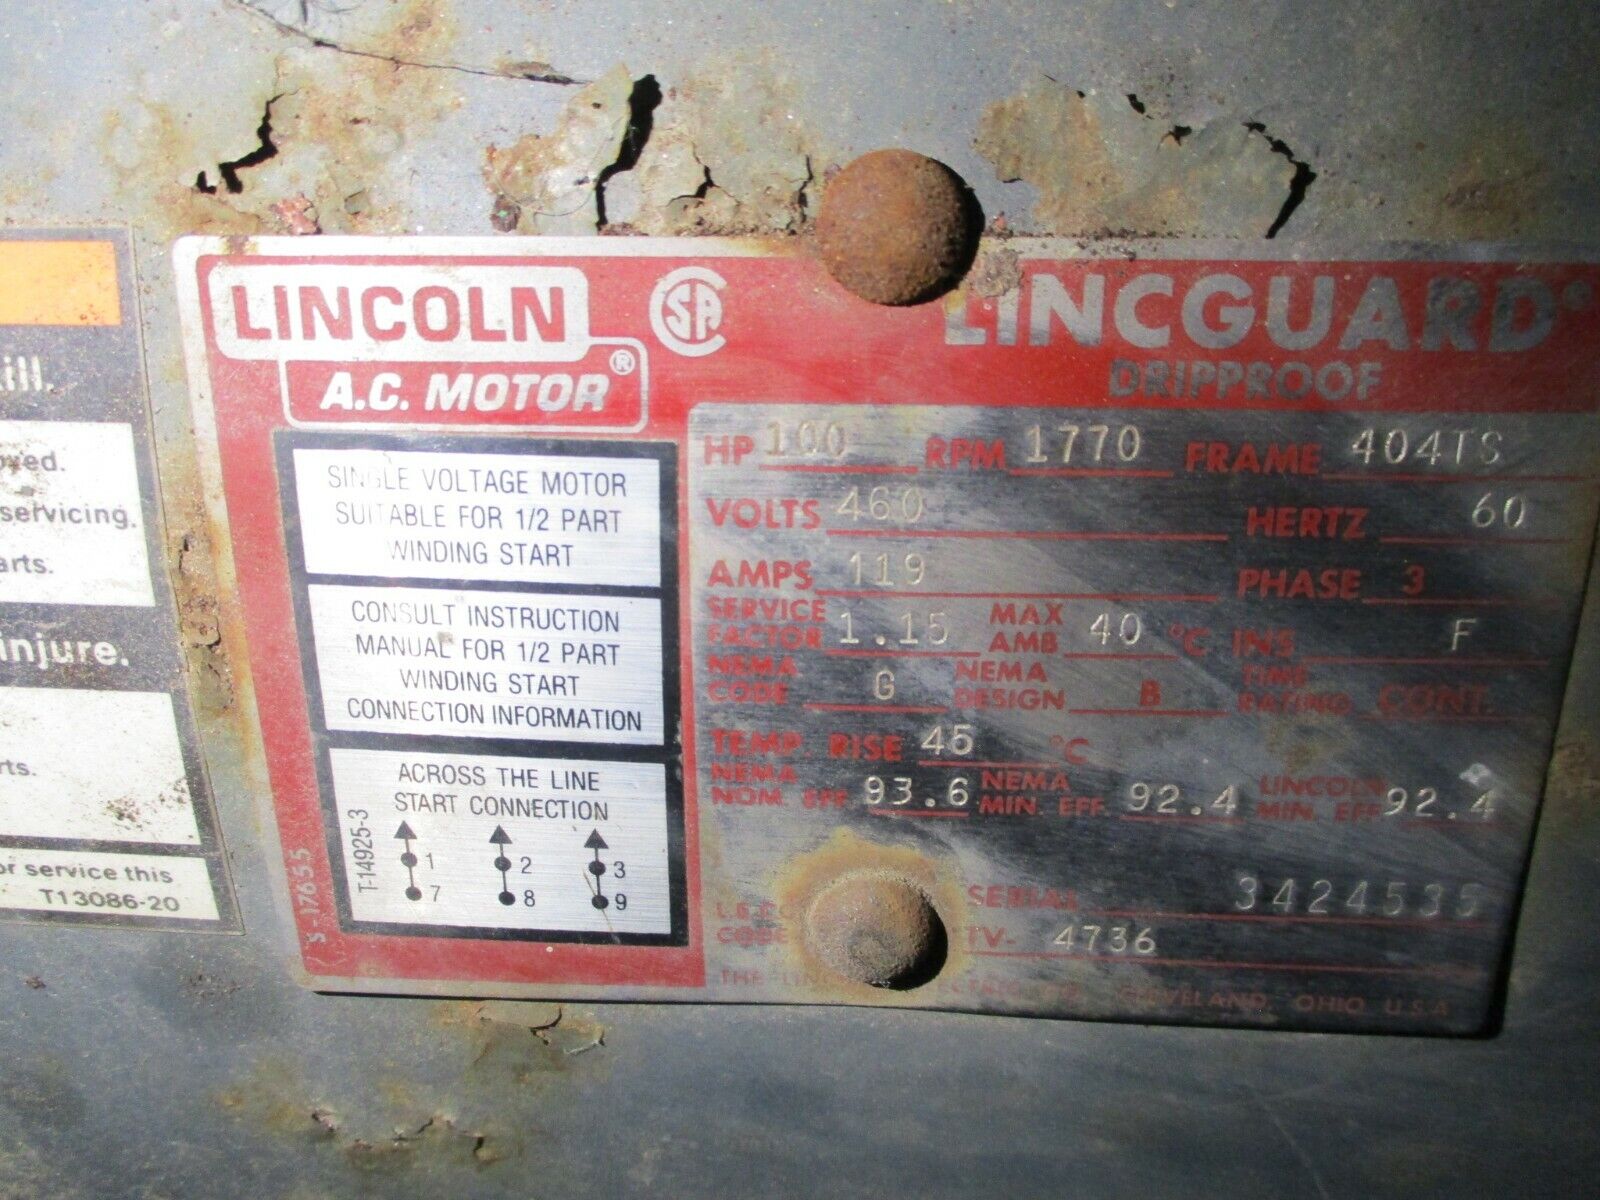 ill.
servicing.
arts.
injure.
rts.
or service this
T13086-20
LINCOLN
A.C. MOTOR®
CSA
LINCGUARD®
DRIPPROOF
SINGLE VOLTAGE MOTOR
SUITABLE FOR 1/2 PART
WINDING START
CONSULT INSTRUCTION
MANUAL FOR 1/2 PART
WINDING START
CONNECTION INFORMATION
ACROSS THE LINE
START CONNECTION
1 2 3
7 8 9
T-14925-3
S-17655
HP 100 RPM 1770 FRAME 404TS
VOLTS 460 HERTZ 60
AMPS 119 PHASE 3
SERVICE FACTOR 1.15 MAX AMB 40 °C INS F
NEMA CODE G NEMA DESIGN B TIME RATING CONT.
TEMP. RISE 45 °C
NEMA NOM. EFF. 93.6 NEMA MIN. EFF. 92.4 LINCOLN MIN. EFF. 92.4
SERIAL 3424535
CODE TV- 4736
THE CLEVELAND, OHIO U.S.A.